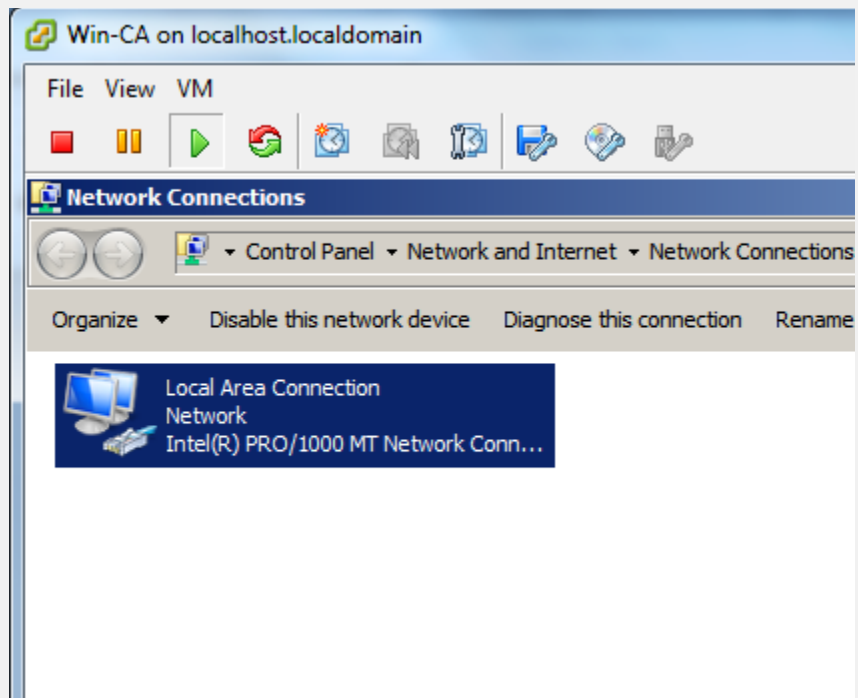 Win-CA on localhost.localdomain
File View VM
Network Connections
Control Panel Network and Internet Network Connections
Organize Disable this network device Diagnose this connection Rename
Local Area Connection
Network
Intel(R) PRO/1000 MT Network Conn...